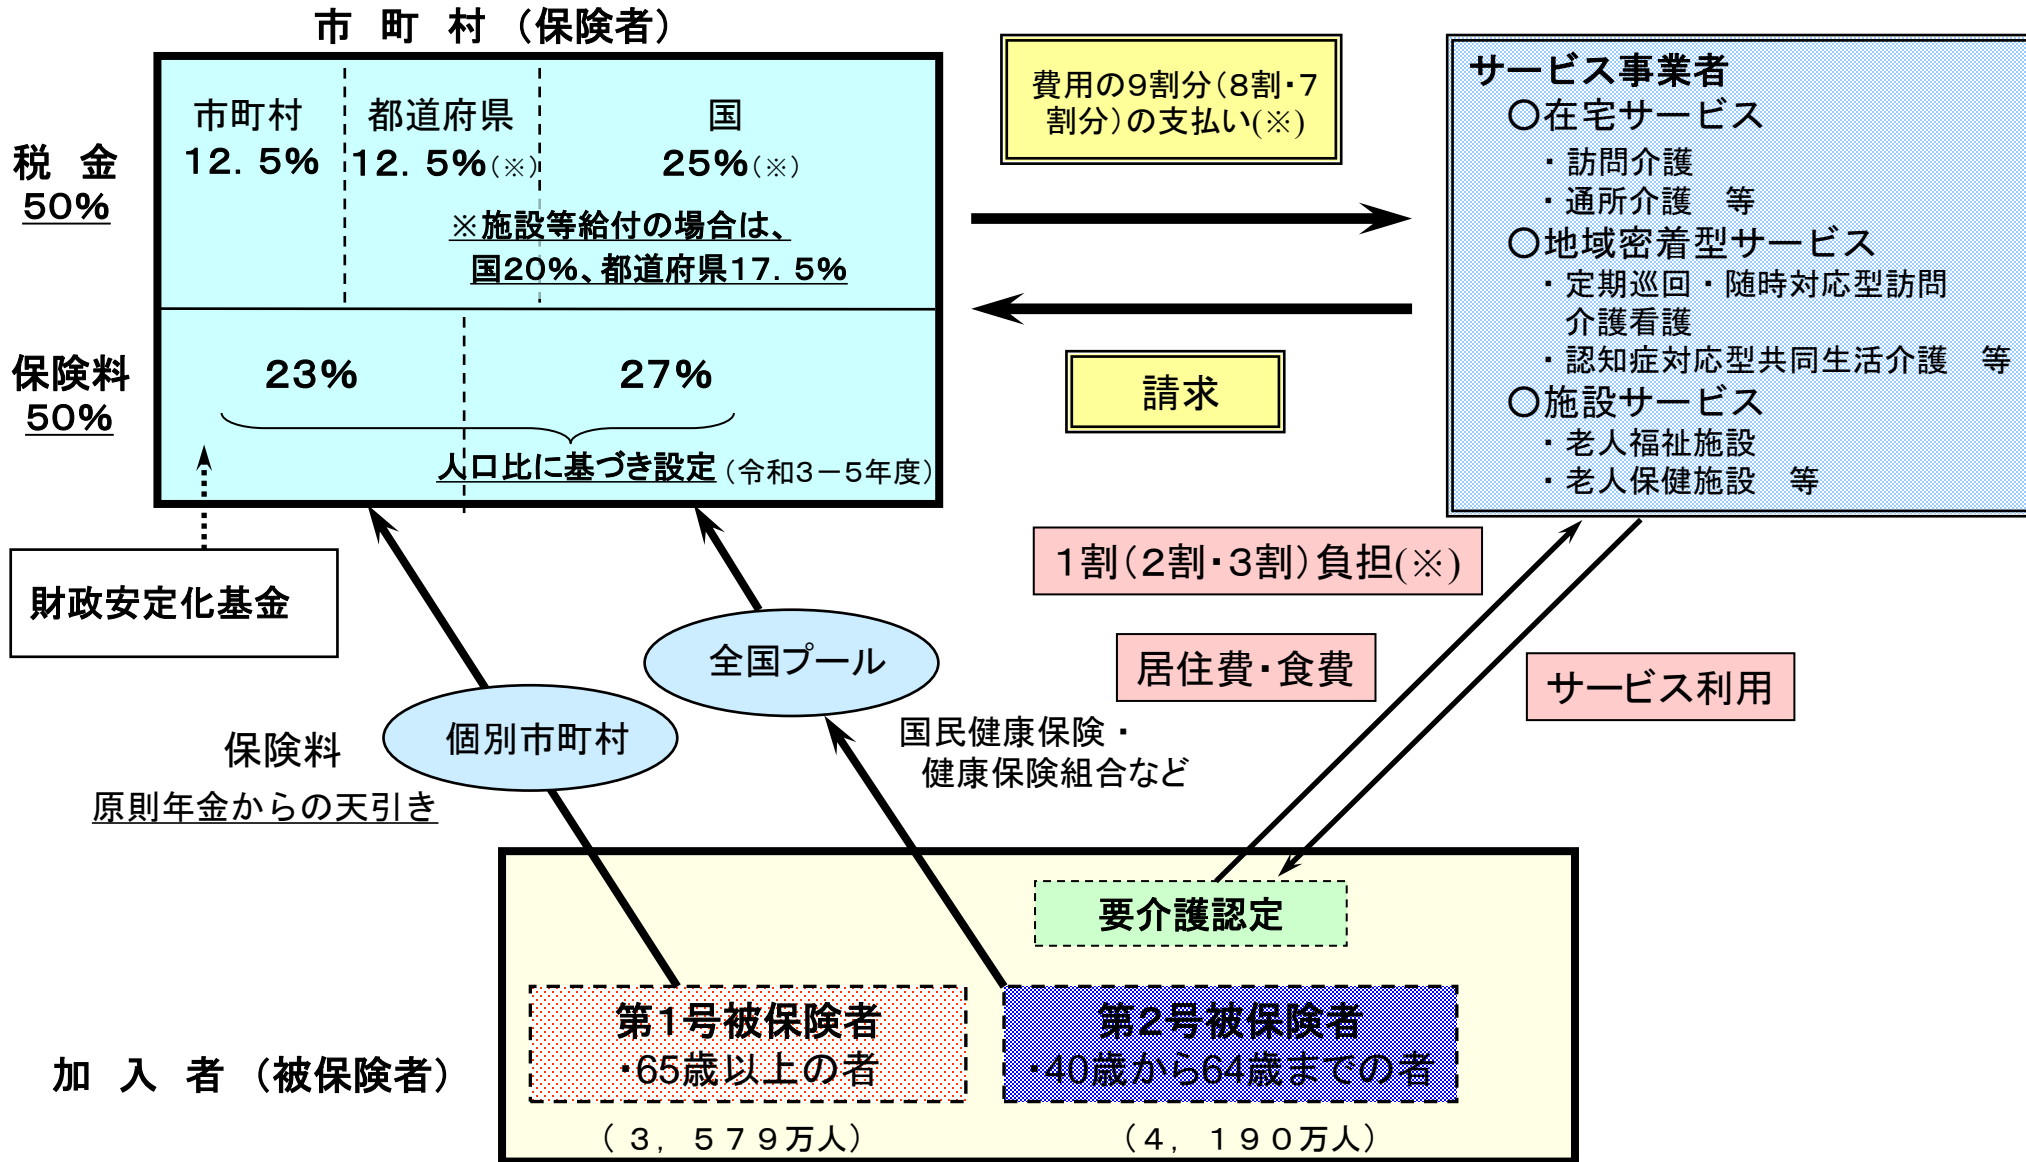 市 町 村 (保険者)
税 金
50%
市町村
12. 5%
都道府県
12. 5%(※)
国
25%(※)
※施設等給付の場合は、
国20%、都道府県17. 5%
保険料
50%
23%
27%
人口比に基づき設定(令和3－5年度)
財政安定化基金
費用の9割分(8割・7
割分)の支払い(※)
請求
サービス事業者
○在宅サービス
・訪問介護
・通所介護 等
○地域密着型サービス
・定期巡回・随時対応型訪問
介護看護
・認知症対応型共同生活介護 等
○施設サービス
・老人福祉施設
・老人保健施設 等
1割(2割・3割)負担(※)
居住費・食費
サービス利用
全国プール
個別市町村
国民健康保険・
健康保険組合など
保険料
原則年金からの天引き
要介護認定
加 入 者 (被保険者)
第1号被保険者
・65歳以上の者
(3, 579万人)
第2号被保険者
・40歳から64歳までの者
(4, 190万人)